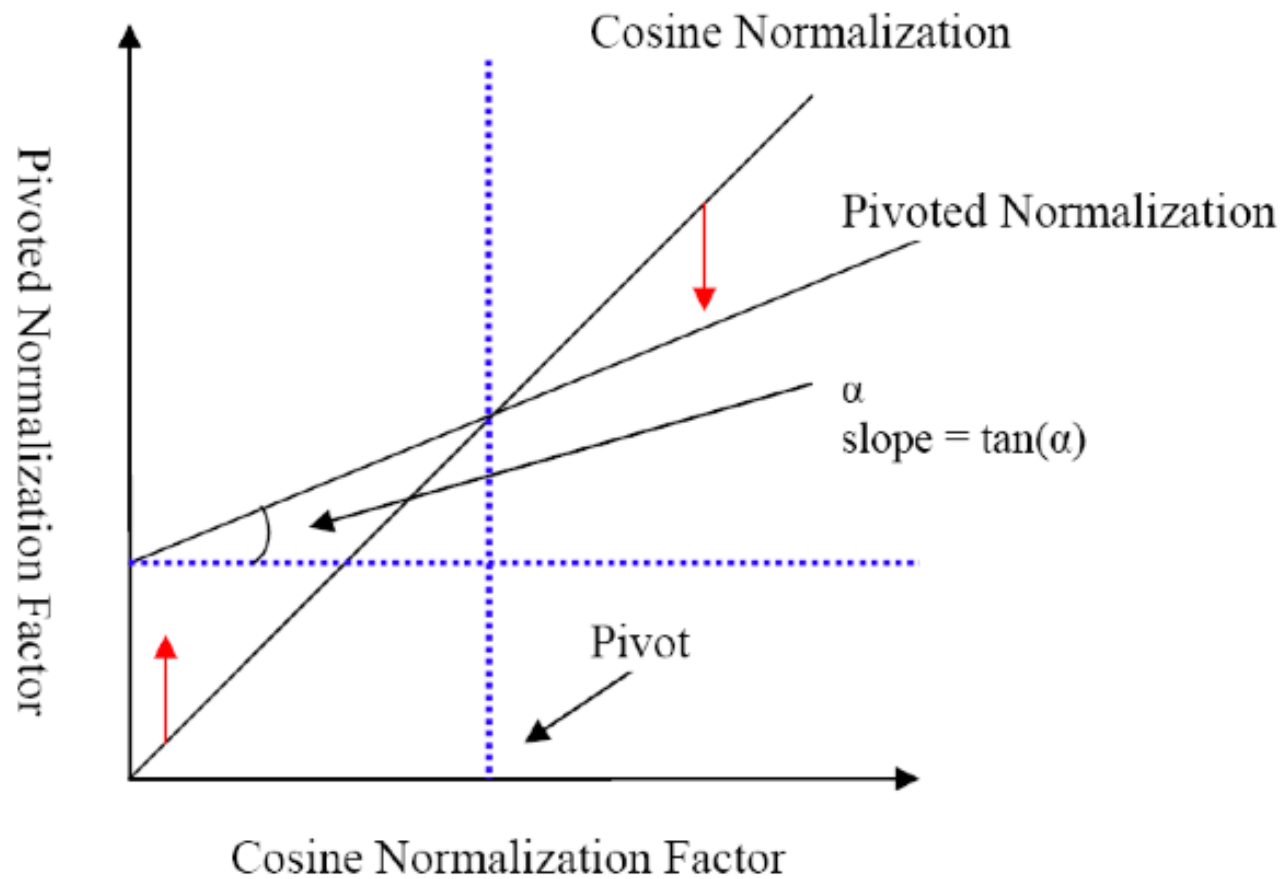 Cosine Normalization
Pivoted Normalization
α
slope = tan(α)
Pivot
Pivoted Normalization Factor
Cosine Normalization Factor